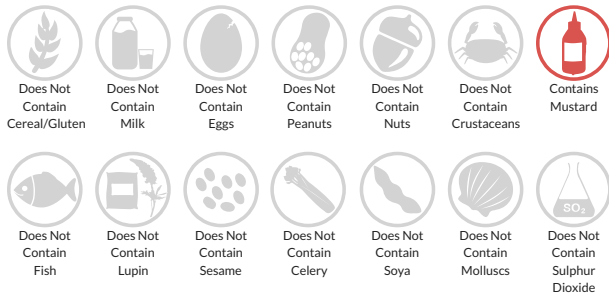 Does Not
Contain
Cereal/Gluten
Does Not
Contain
Milk
Does Not
Contain
Eggs
Does Not
Contain
Peanuts
Does Not
Contain
Nuts
Does Not
Contain
Crustaceans
Contains
Mustard
Does Not
Contain
Fish
Does Not
Contain
Lupin
Does Not
Contain
Sesame
Does Not
Contain
Celery
Does Not
Contain
Soya
Does Not
Contain
Molluscs
SO₂
Does Not
Contain
Sulphur
Dioxide